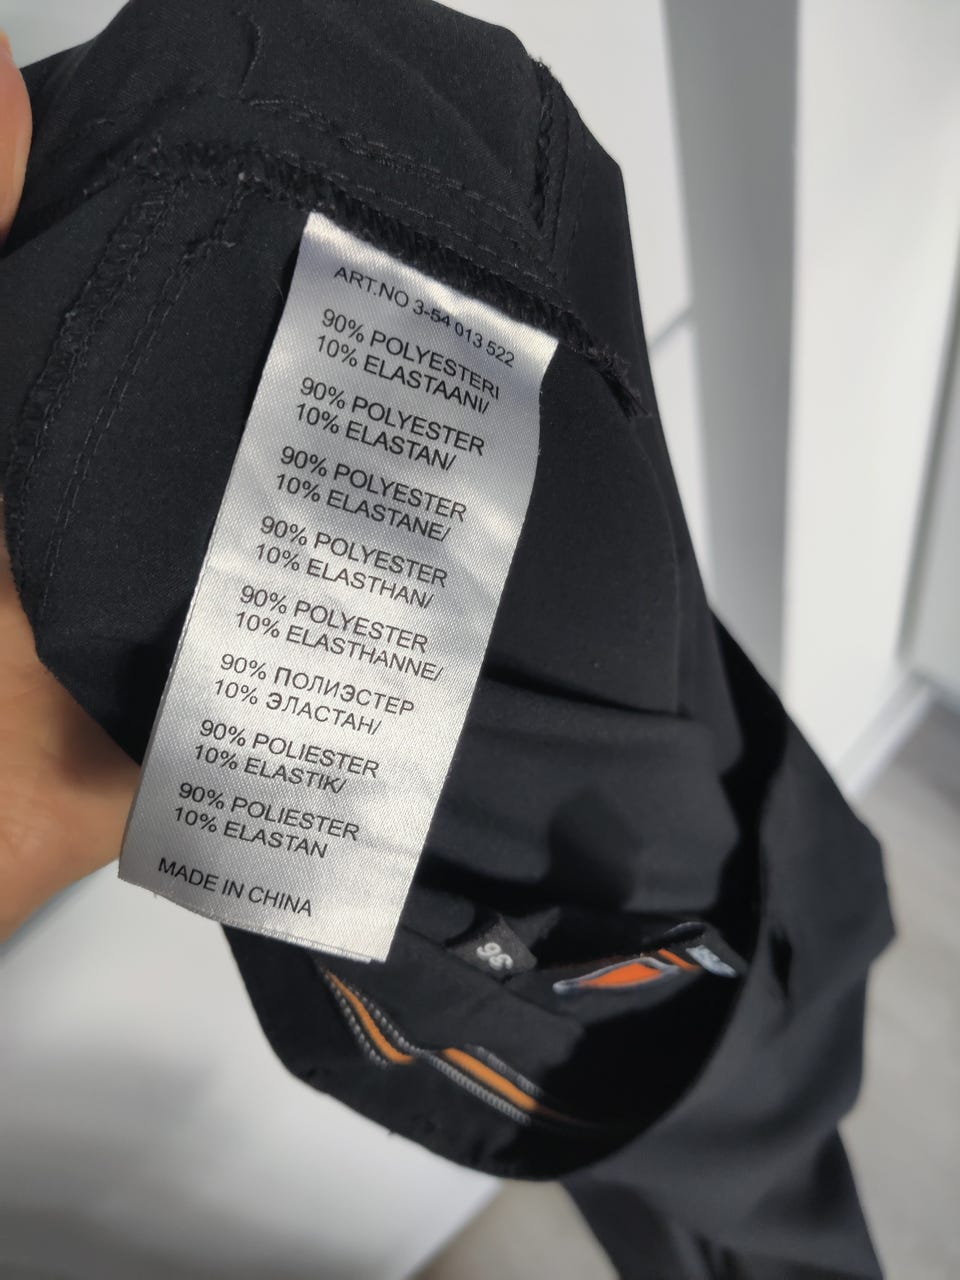 ART.NO 3-54 013 522
90% POLYESTERI
10% ELASTAANI/
90% POLYESTER
10% ELASTAN/
90% POLYESTER
10% ELASTANE/
90% POLYESTER
10% ELASTHAN/
90% POLYESTER
10% ELASTHANNE/
90% ПОЛИЭСТЕР
10% ЭЛАСТАН/
90% POLIESTER
10% ELASTIK/
90% POLIESTER
10% ELASTAN
MADE IN CHINA
36